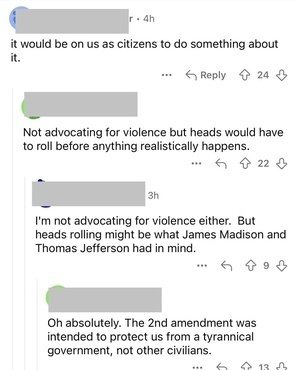 r · 4h
it would be on us as citizens to do something about
it.
... Reply 24
Not advocating for violence but heads would have
to roll before anything realistically happens.
... 22
3h
I'm not advocating for violence either. But
heads rolling might be what James Madison and
Thomas Jefferson had in mind.
... 9
Oh absolutely. The 2nd amendment was
intended to protect us from a tyrannical
government, not other civilians.
... 13